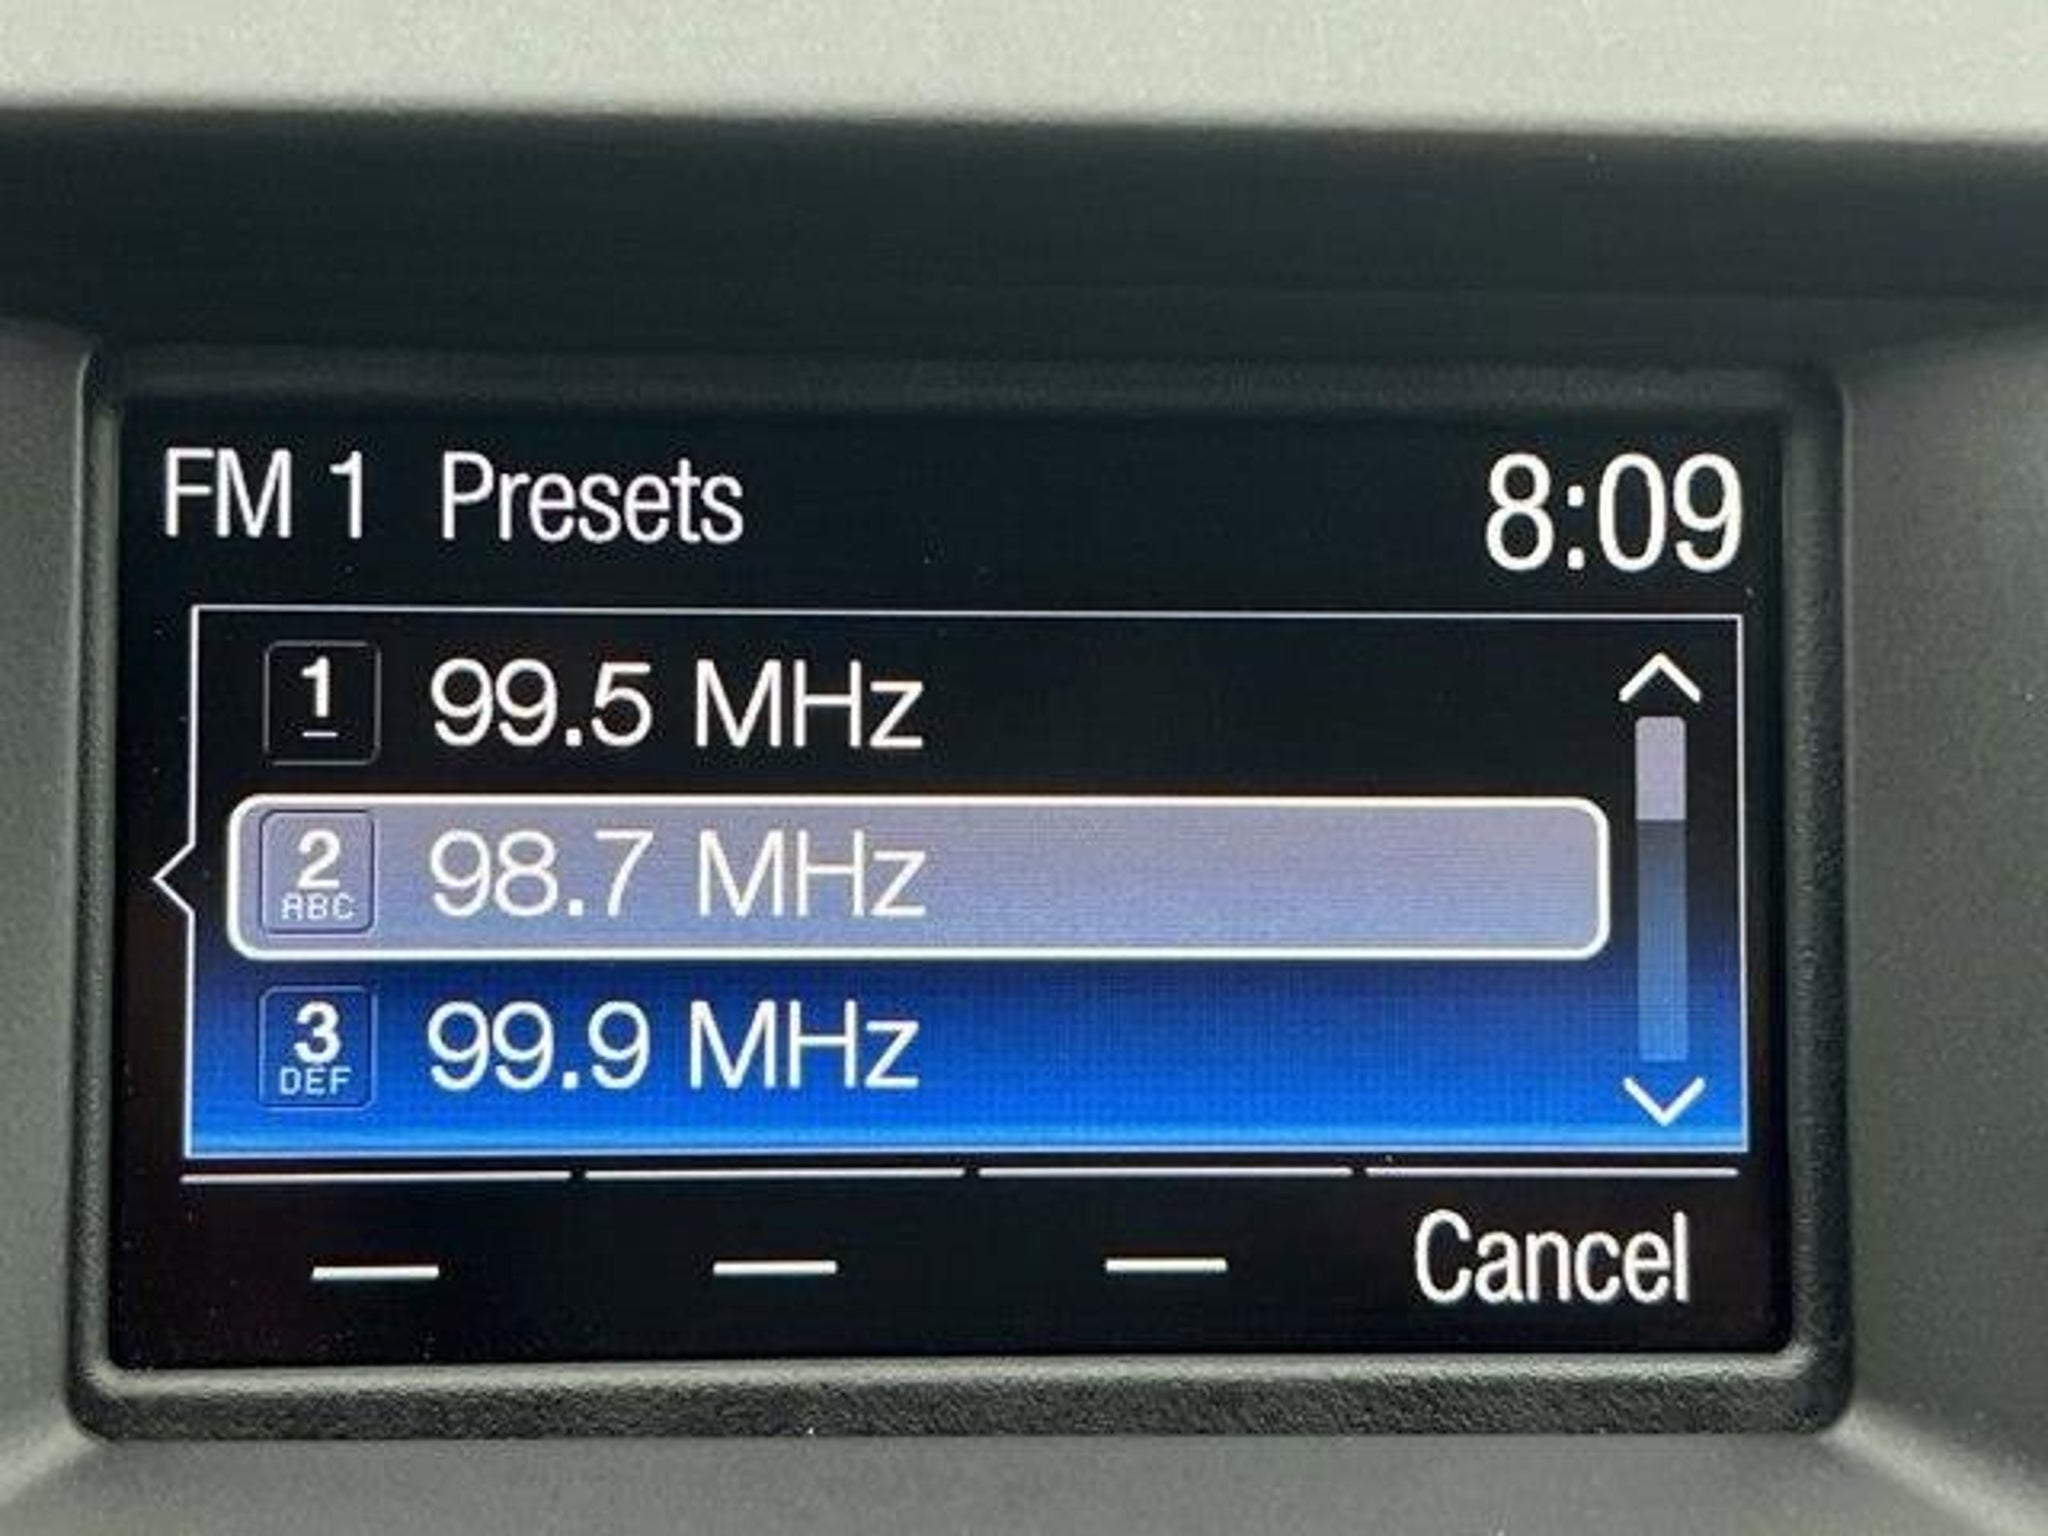 FM 1 Presets 8:09
1 99.5 MHz
2 ABC 98.7 MHz
3 DEF 99.9 MHz
Cancel